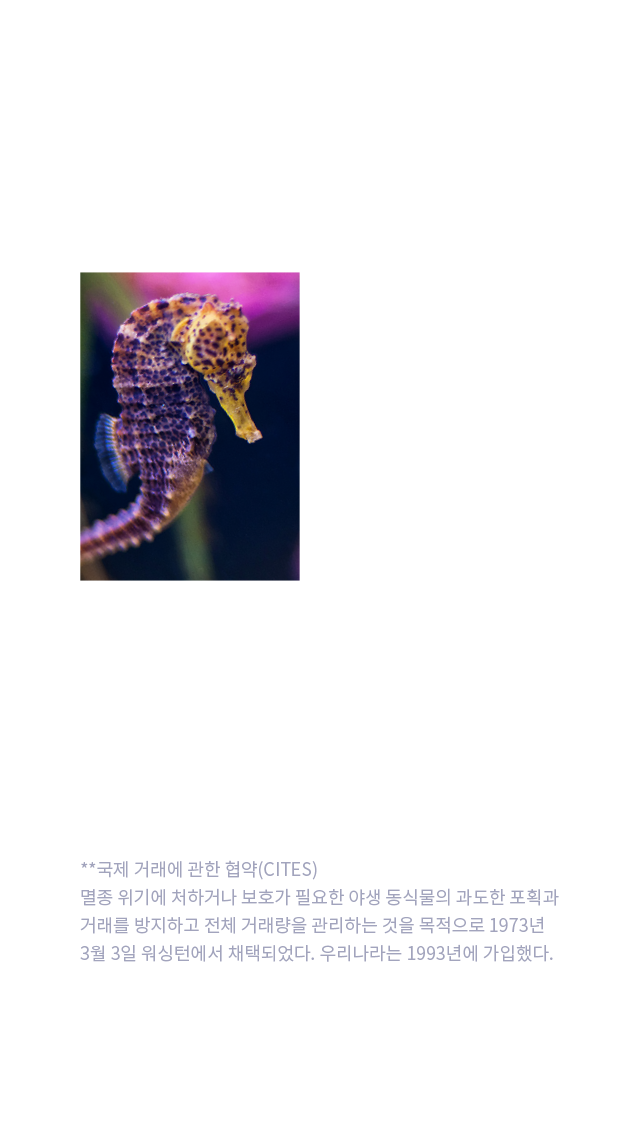 **국제 거래에 관한 협약(CITES)
멸종 위기에 처하거나 보호가 필요한 야생 동식물의 과도한 포획과
거래를 방지하고 전체 거래량을 관리하는 것을 목적으로 1973년
3월 3일 워싱턴에서 채택되었다. 우리나라는 1993년에 가입했다.